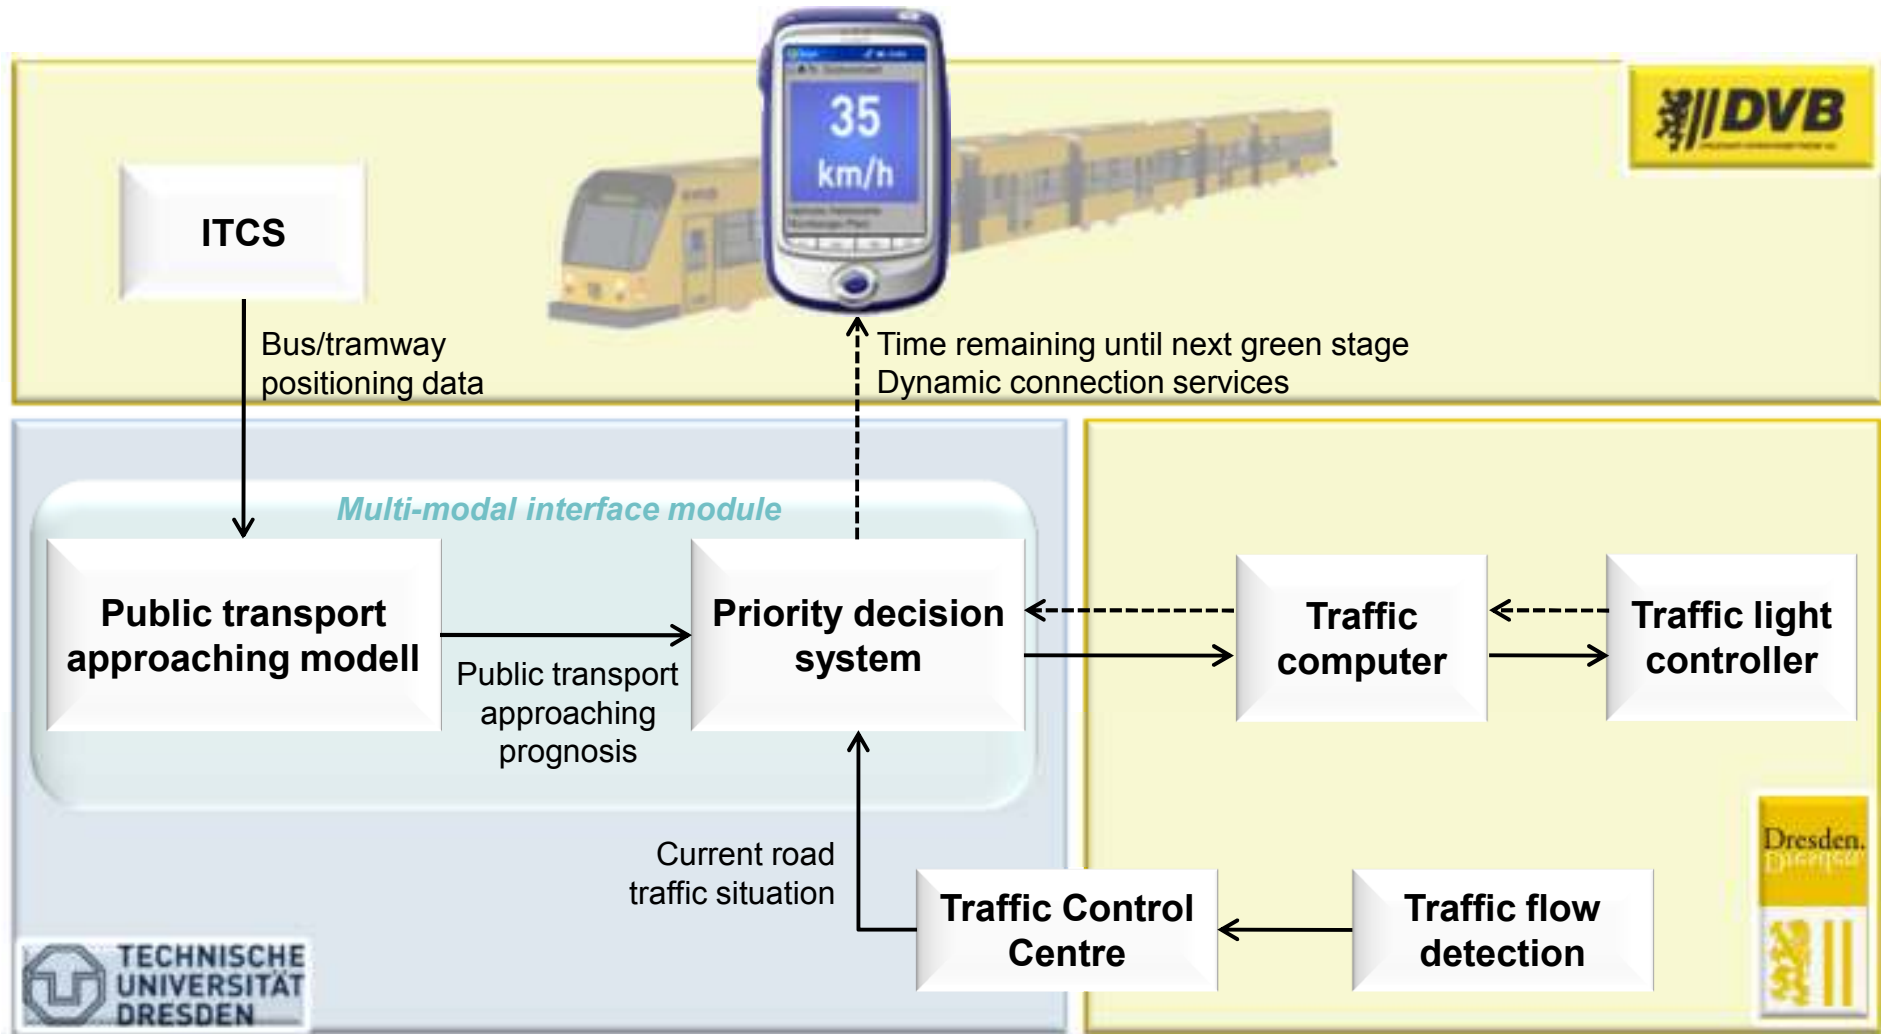 35
km/h
DVB
ITCS
Bus/tramway
positioning data
Time remaining until next green stage
Dynamic connection services
Multi-modal interface module
Public transport
approaching modell
Public transport
approaching
prognosis
Priority decision
system
Traffic
computer
Traffic light
controller
Current road
traffic situation
Traffic Control
Centre
Traffic flow
detection
Dresden.
TECHNISCHE
UNIVERSITÄT
DRESDEN